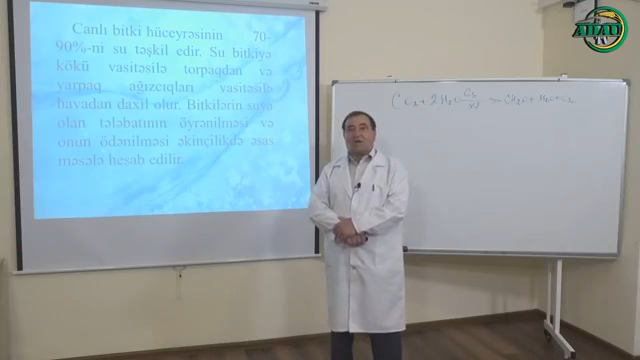 Canlı bitki hüceyrəsinin 70-
90%-ni su təşkil edir. Su bitkiyə
kökü vasitəsilə torpaqdan və
yarpaq ağızcıqları vasitəsilə
havadan daxil olur. Bitkilərin suya
olan tələbatının öyrənilməsi və
onun ödənilməsi əkinçilikdə əsas
məsələ hesab edilir.
ADAU
TV